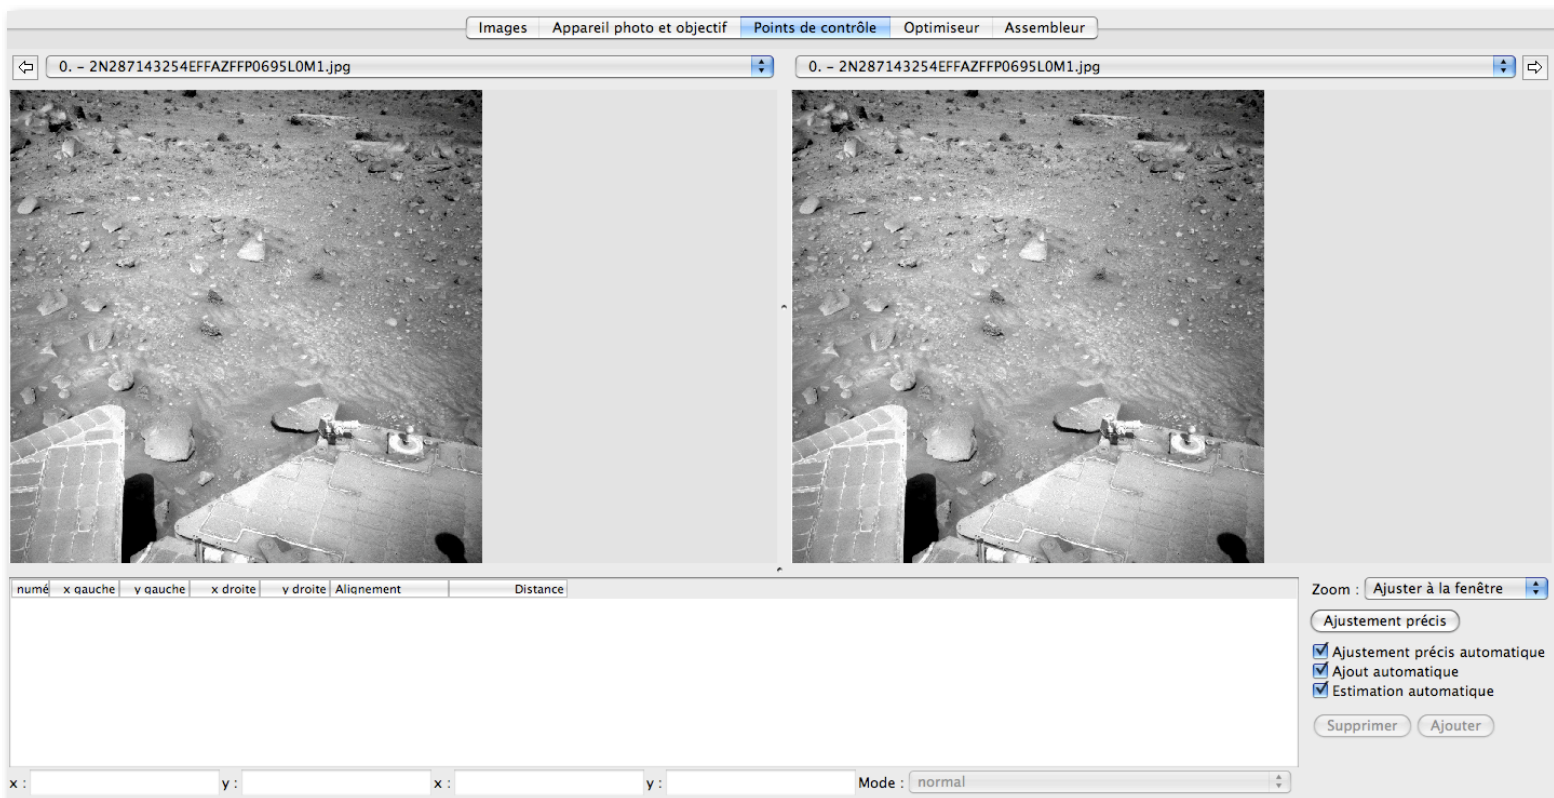 Images Appareil photo et objectif Points de contrôle Optimiseur Assembleur
0. - 2N287143254EFFAZFFP0695L0M1.jpg 0. - 2N287143254EFFAZFFP0695L0M1.jpg
numé x gauche y gauche x droite y droite Alignement Distance
Zoom : Ajuster à la fenêtre
Ajustement précis
Ajustement précis automatique
Ajout automatique
Estimation automatique
Supprimer Ajouter
x : y : x : y : Mode : normal